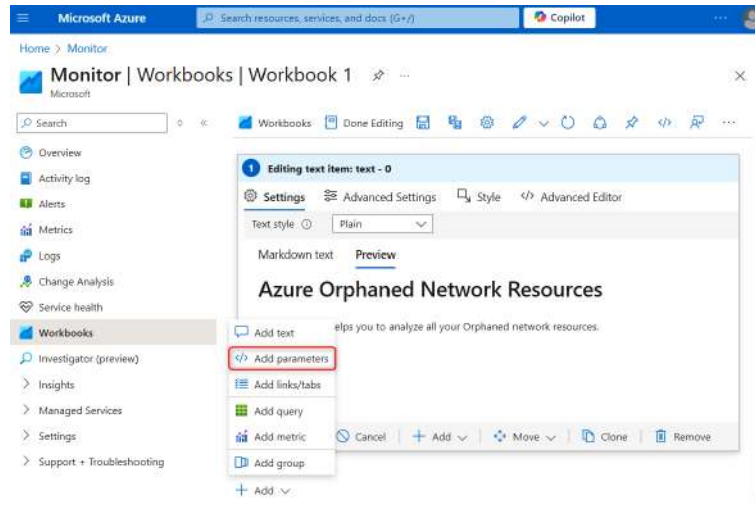 Microsoft Azure
Search resources, services, and docs (G+/)
Copilot
Home > Monitor
Monitor | Workbooks | Workbook 1
Microsoft
Search
Workbooks
Done Editing
Overview
Activity log
Alerts
Metrics
Logs
Change Analysis
Service health
Workbooks
Investigator (preview)
Insights
Managed Services
Settings
Support + Troubleshooting
1 Editing text item: text - 0
Settings
Advanced Settings
Style
Advanced Editor
Text style
Plain
Markdown text
Preview
Azure Orphaned Network Resources
elps you to analyze all your Orphaned network resources.
Add text
Add parameters
Add links/tabs
Add query
Add metric
Add group
Cancel
Add
Move
Clone
Remove
Add